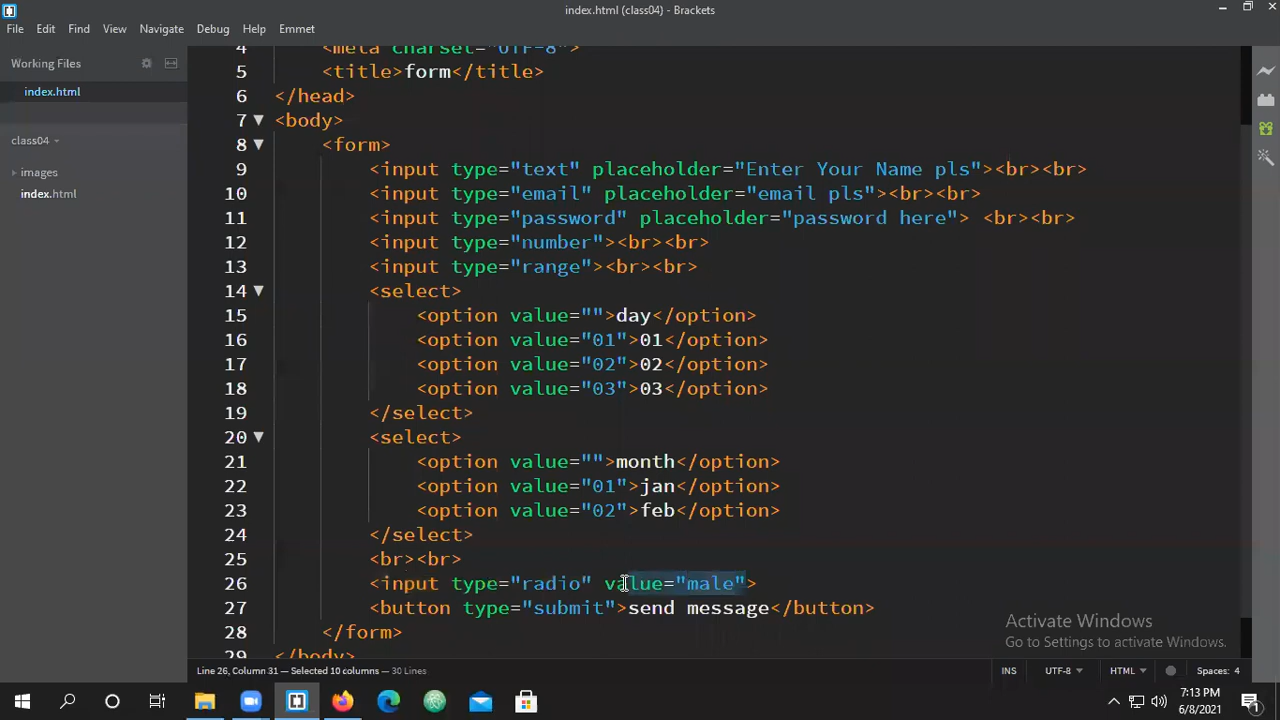 index.html (class04) - Brackets
File Edit Find View Navigate Debug Help Emmet
Working Files
index.html
class04
images
index.html
4 <meta charset="UTF-8">
5 <title>form</title>
6 </head>
7 <body>
8 <form>
9 <input type="text" placeholder="Enter Your Name pls"><br><br>
10 <input type="email" placeholder="email pls"><br><br>
11 <input type="password" placeholder="password here"> <br><br>
12 <input type="number"><br><br>
13 <input type="range"><br><br>
14 <select>
15 <option value="">day</option>
16 <option value="01">01</option>
17 <option value="02">02</option>
18 <option value="03">03</option>
19 </select>
20 <select>
21 <option value="">month</option>
22 <option value="01">jan</option>
23 <option value="02">feb</option>
24 </select>
25 <br><br>
26 <input type="radio" value="male">
27 <button type="submit">send message</button>
28 </form>
29 </body>
Activate Windows
Go to Settings to activate Windows.
Line 26, Column 31 — Selected 10 columns — 30 Lines
INS UTF-8 HTML Spaces: 4
7:13 PM
6/8/2021
1